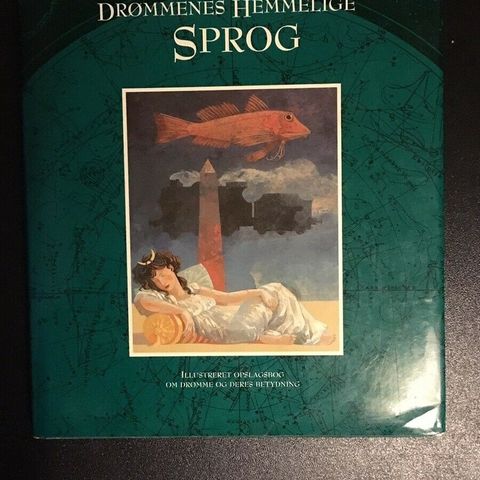 DRØMMENES HEMMELIGE
SPROG
ILLUSTRERET OPSLAGSBOG
OM DRØMME OG DERES BETYDNING